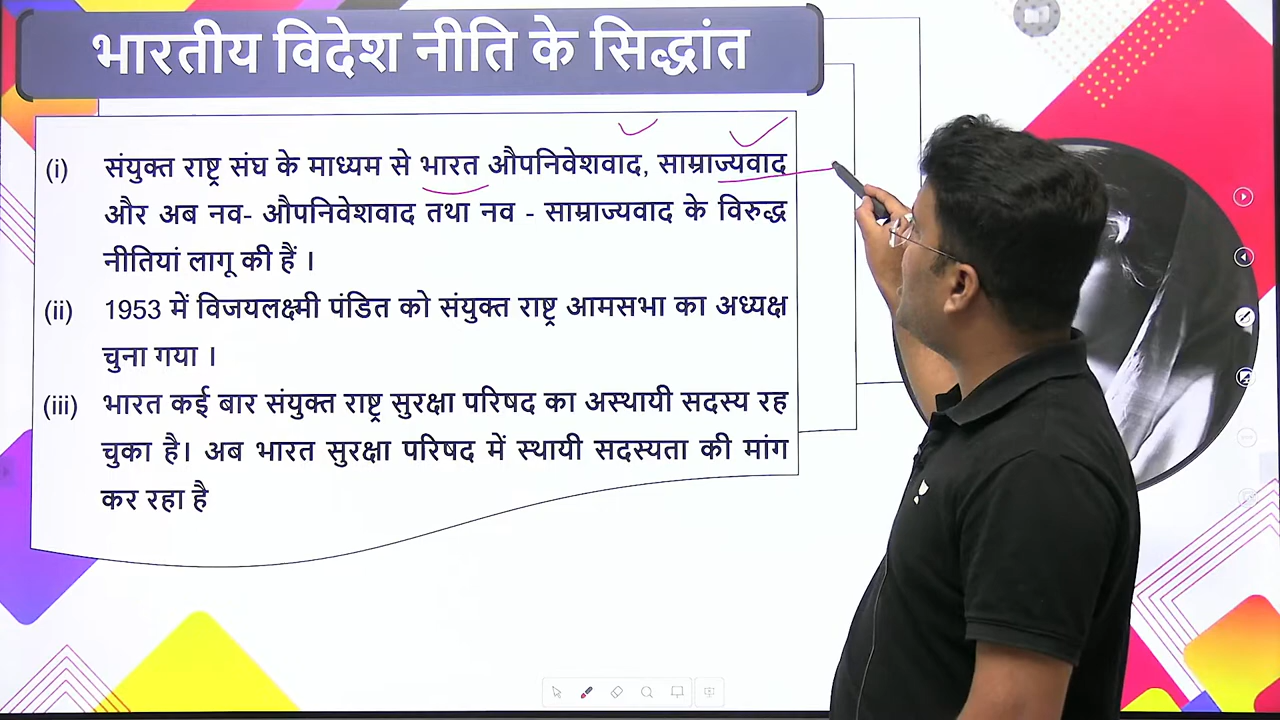 भारतीय विदेश नीति के सिद्धांत
(i) संयुक्त राष्ट्र संघ के माध्यम से भारत औपनिवेशवाद, साम्राज्यवाद
और अब नव- औपनिवेशवाद तथा नव - साम्राज्यवाद के विरुद्ध
नीतियां लागू की हैं ।
(ii) 1953 में विजयलक्ष्मी पंडित को संयुक्त राष्ट्र आमसभा का अध्यक्ष
चुना गया ।
(iii) भारत कई बार संयुक्त राष्ट्र सुरक्षा परिषद का अस्थायी सदस्य रह
चुका है। अब भारत सुरक्षा परिषद में स्थायी सदस्यता की मांग
कर रहा है